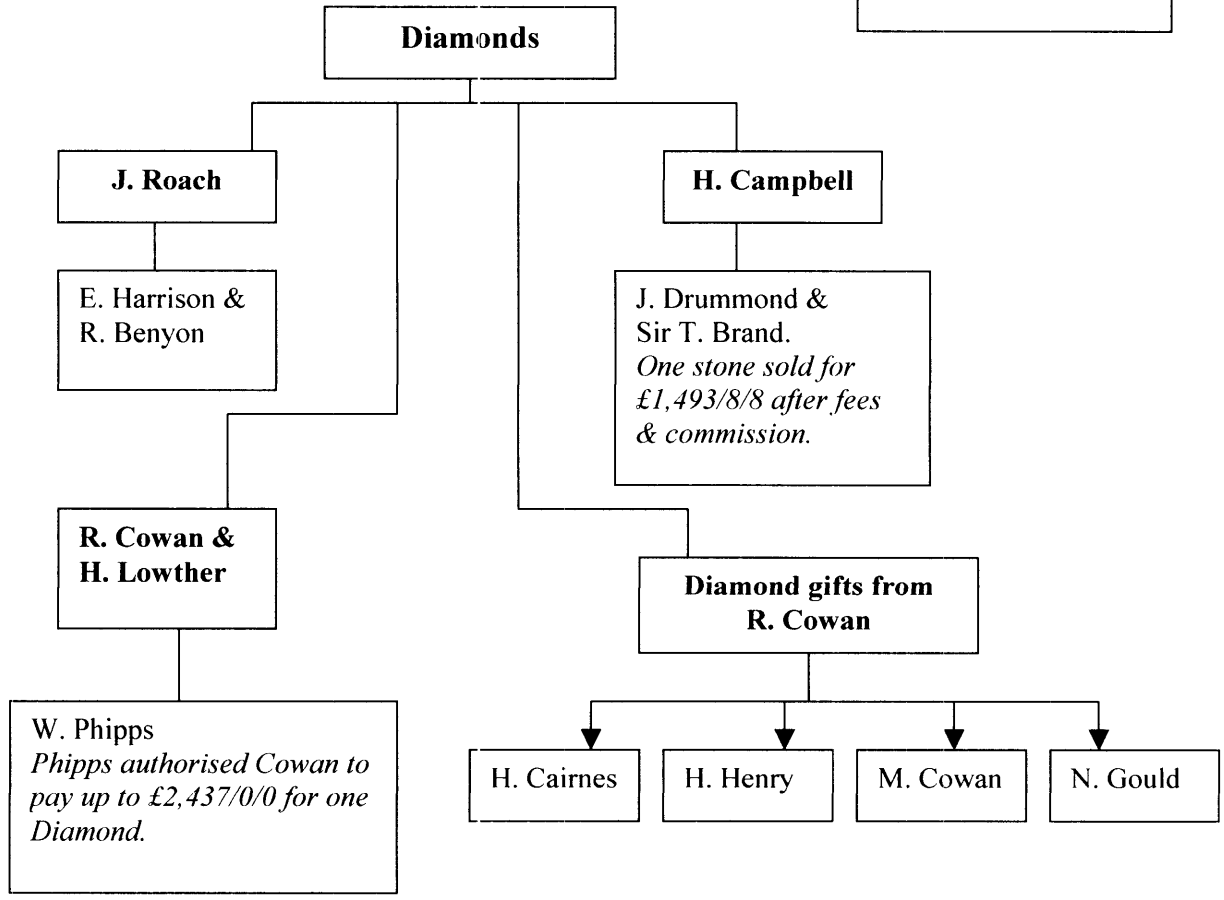 Diamonds
J. Roach
H. Campbell
E. Harrison &
R. Benyon
J. Drummond &
Sir T. Brand.
One stone sold for
£1,493/8/8 after fees
& commission.
R. Cowan &
H. Lowther
Diamond gifts from
R. Cowan
W. Phipps
Phipps authorised Cowan to
pay up to £2,437/0/0 for one
Diamond.
H. Cairnes
H. Henry
M. Cowan
N. Gould